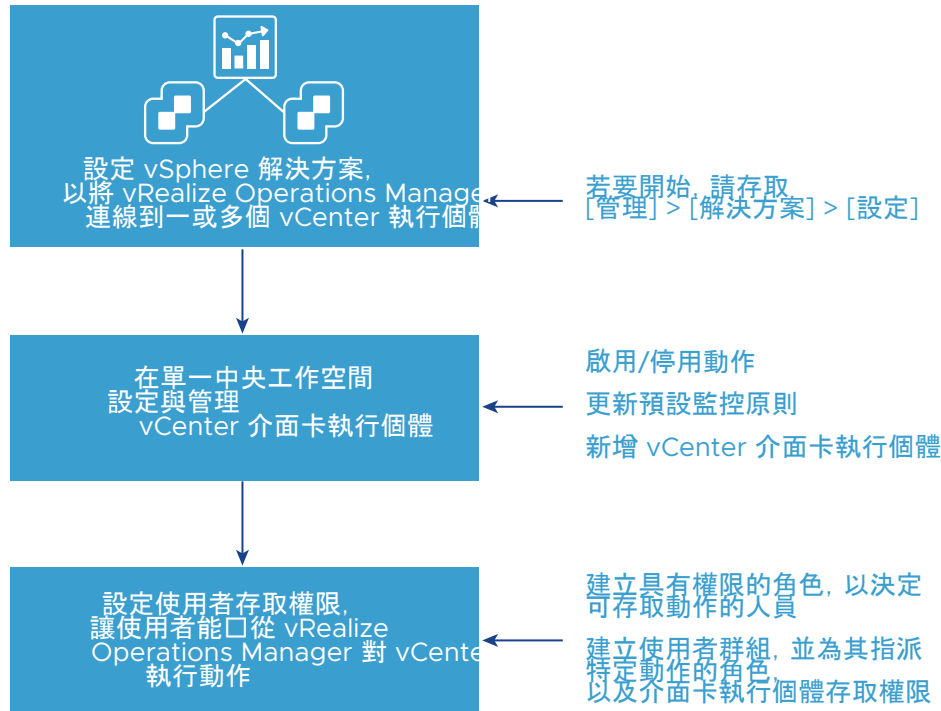 設定 vSphere 解決方案,
以將 vRealize Operations Manage
連線到一或多個 vCenter 執行個體
若要開始, 請存取
[管理] > [解決方案] > [設定]
在單一中央工作空間
設定與管理
vCenter 介面卡執行個體
啟用/停用動作
更新預設監控原則
新增 vCenter 介面卡執行個體
設定使用者存取權限,
讓使用者能□從 vRealize
Operations Manager 對 vCente
執行動作
建立具有權限的角色, 以決定
可存取動作的人員
建立使用者群組, 並為其指派
特定動作的角色,
以及介面卡執行個體存取權限